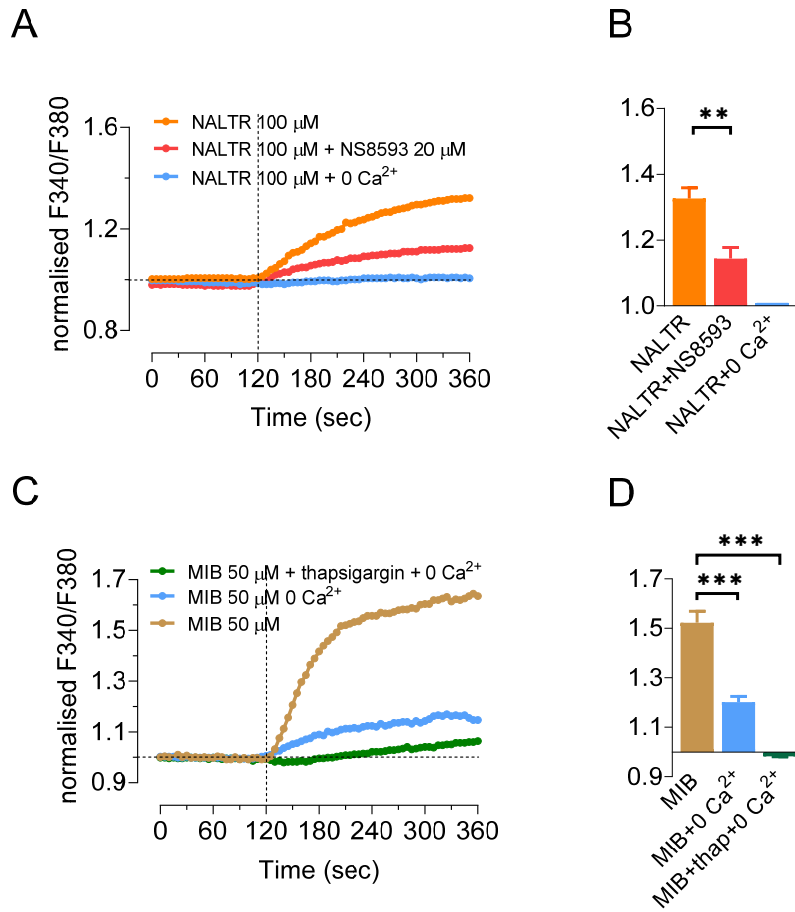 A
normalised F340/F380
1.6
1.2
0.8
NALTR 100 μM
NALTR 100 μM + NS8593 20 μM
NALTR 100 μM + 0 Ca²⁺
0 60 120 180 240 300 360
Time (sec)
B
1.6
1.4
1.2
1.0
**
NALTR
NALTR+NS8593
NALTR+0 Ca²⁺
C
normalised F340/F380
1.7
1.5
1.3
1.1
0.9
MIB 50 μM + thapsigargin + 0 Ca²⁺
MIB 50 μM 0 Ca²⁺
MIB 50 μM
0 60 120 180 240 300 360
Time (sec)
D
1.7
1.5
1.3
1.1
0.9
***
***
MIB
MIB+0 Ca²⁺
MIB+thap+0 Ca²⁺